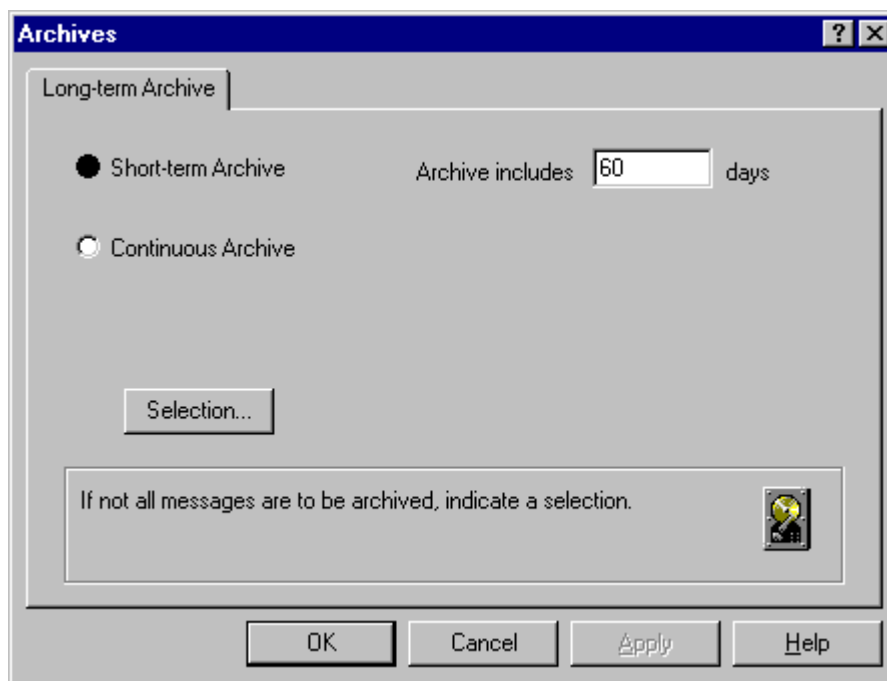 Archives
Long-term Archive
Short-term Archive Archive includes 60 days
Continuous Archive
Selection...
If not all messages are to be archived, indicate a selection.
OK Cancel Apply Help